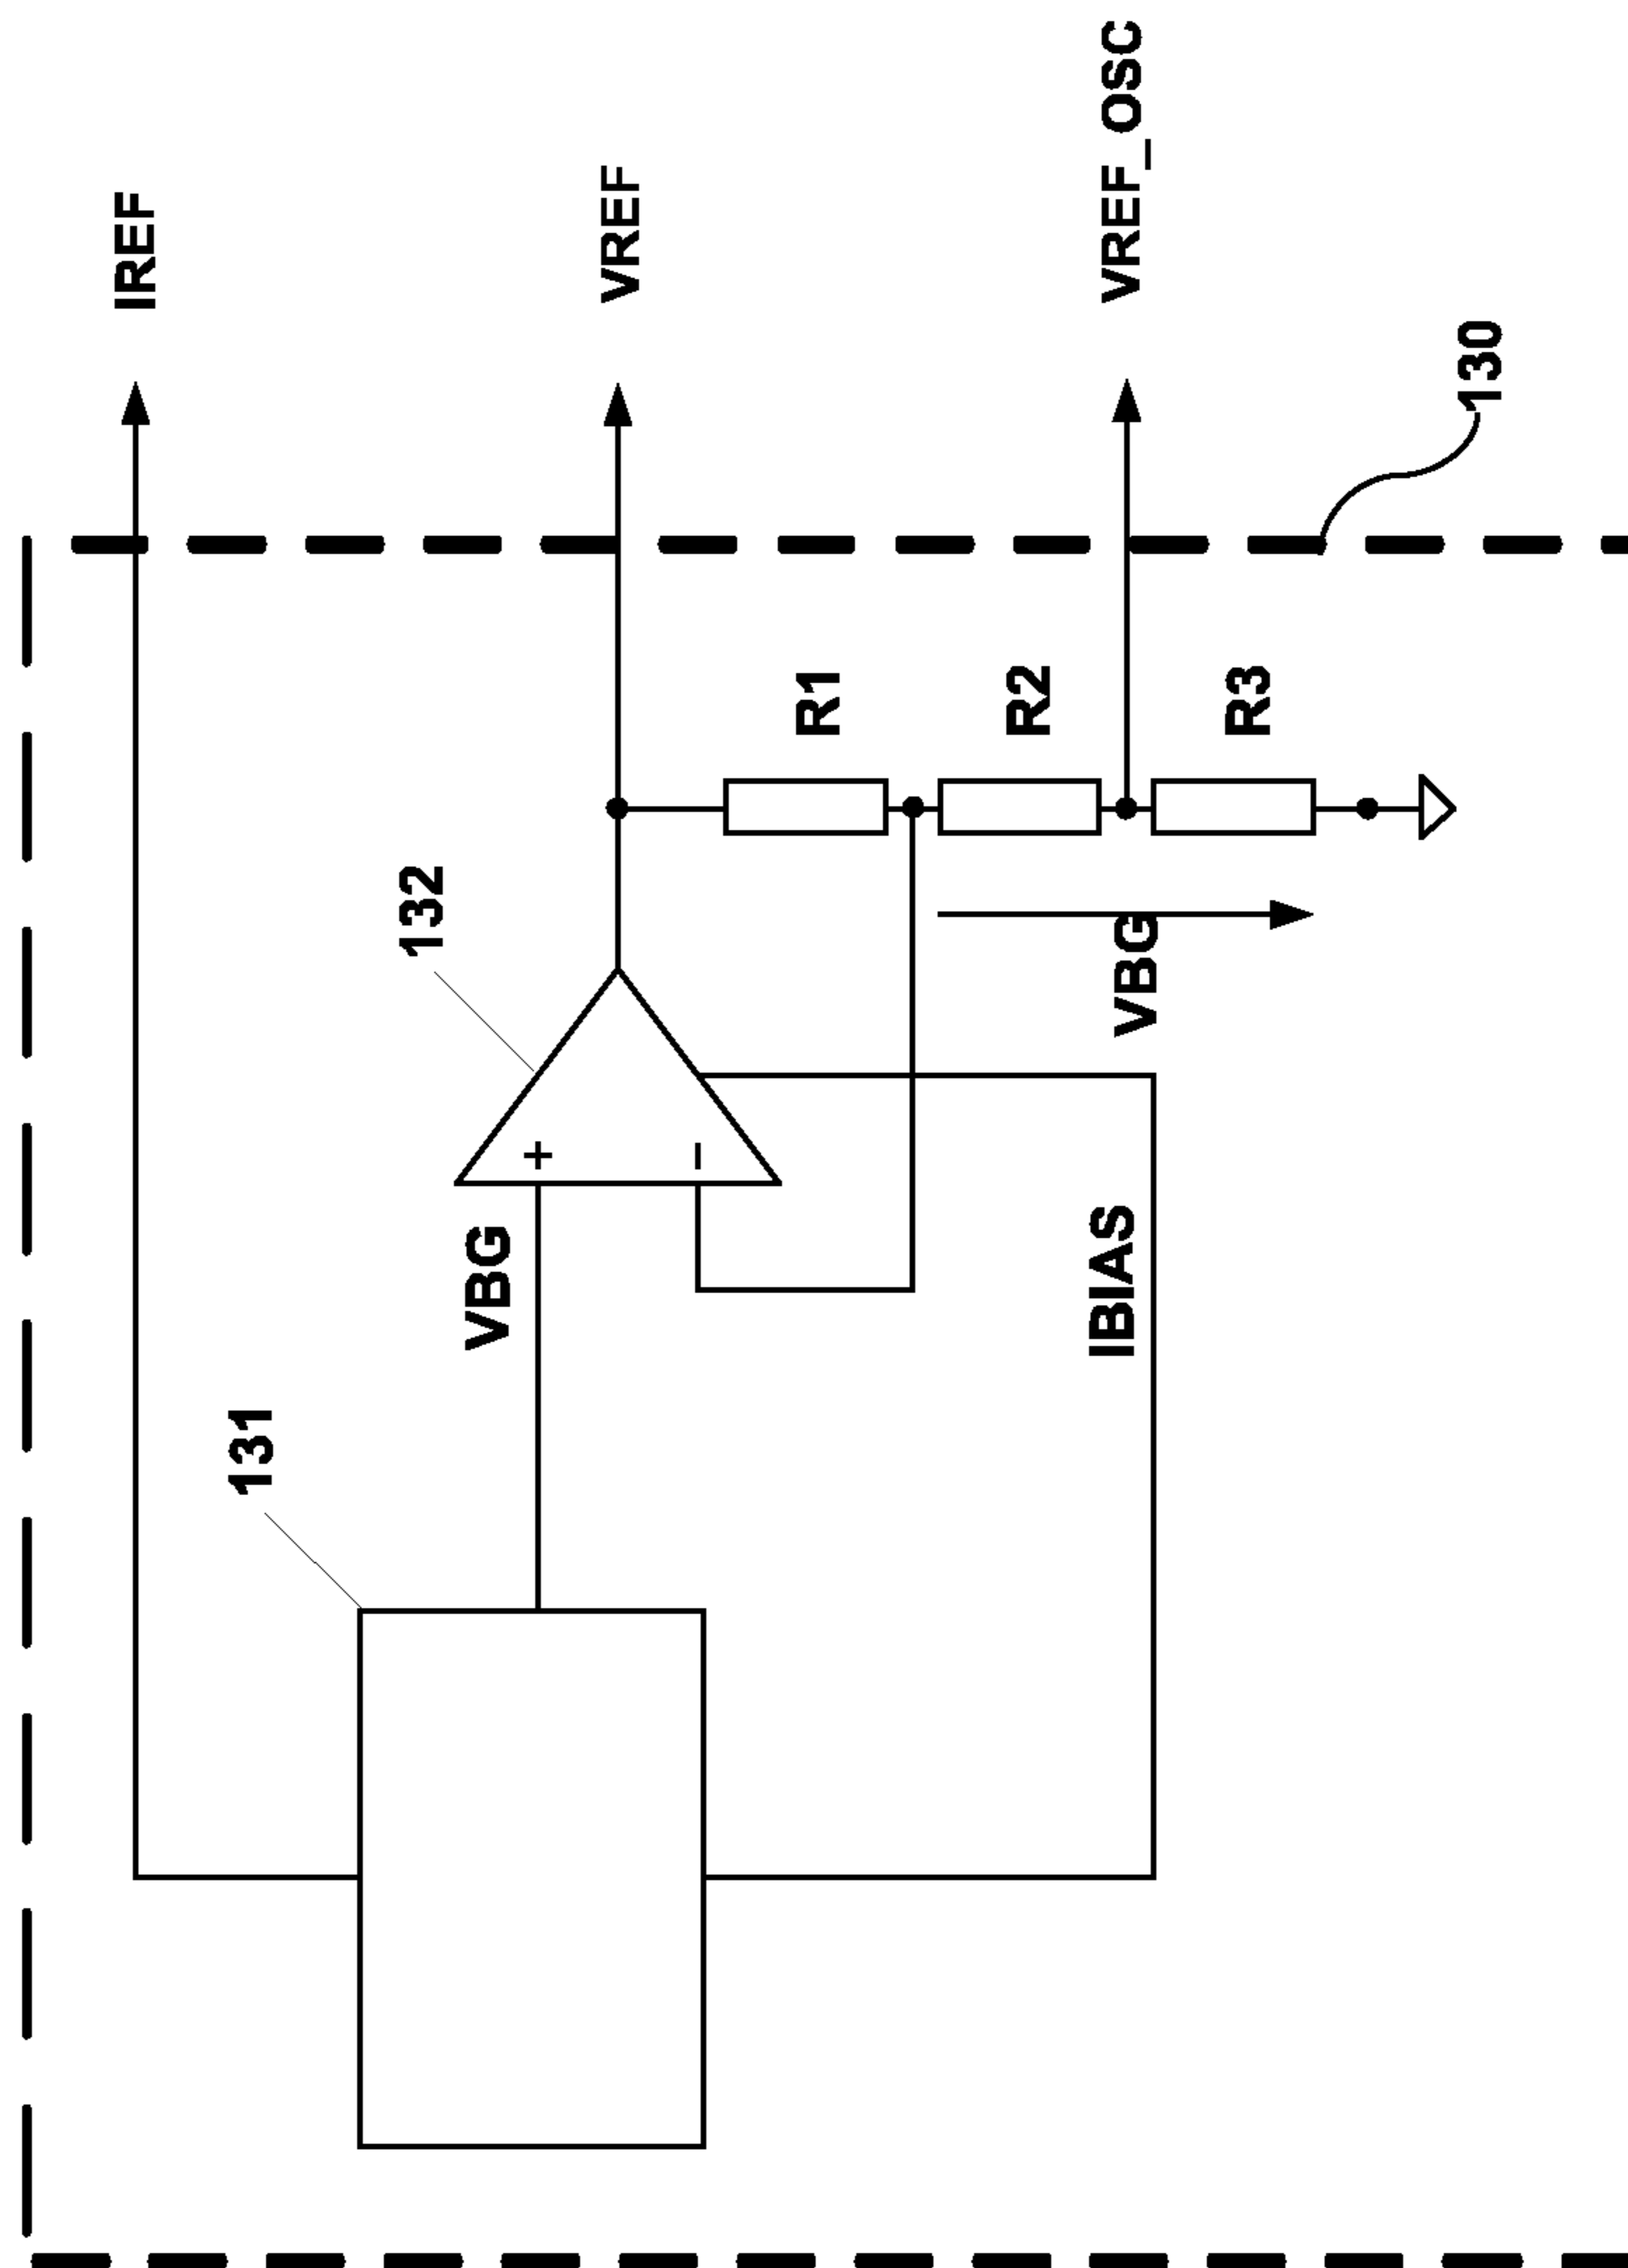 IREF
131
132
VBG
+
−
VREF
R1
R2
VREF_OSC
VBG
IBIAS
R3
130